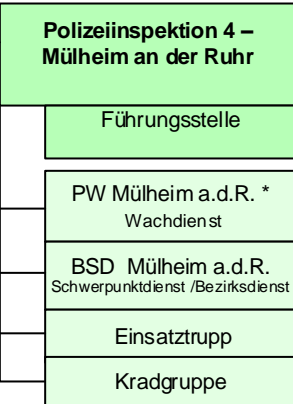 Polizeiinspektion 4 –
Mülheim an der Ruhr
Führungsstelle
PW Mülheim a.d.R. *
Wachdienst
BSD Mülheim a.d.R.
Schwerpunktdienst /Bezirksdienst
Einsatztrupp
Kradgruppe